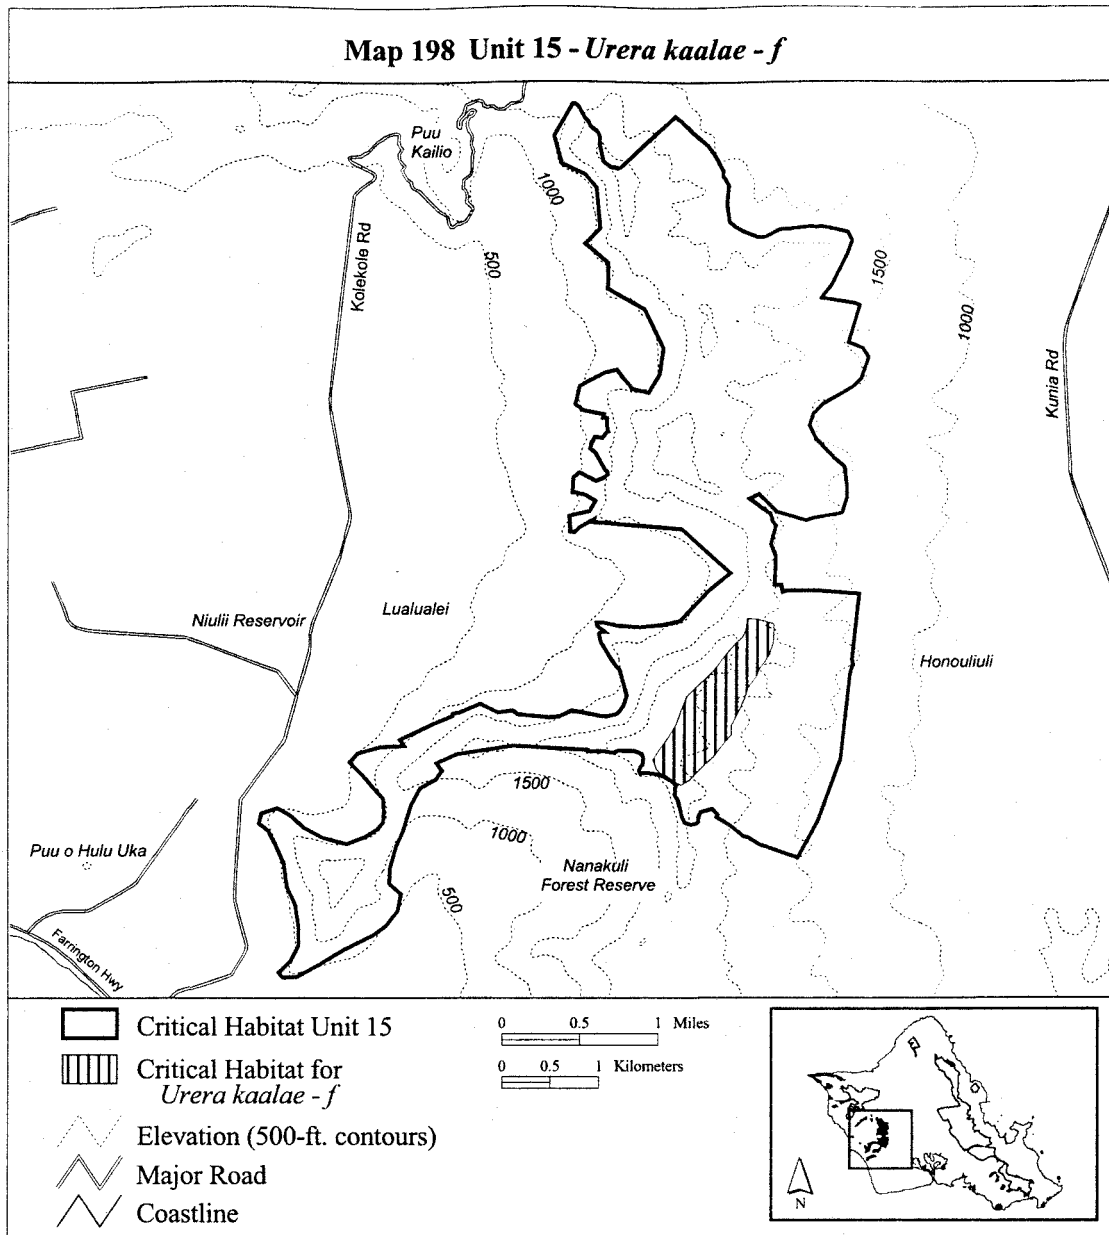 Map 198 Unit 15 - Urera kaalae - f
Puu
Kailio
1000
Kolekole Rd
500
1500
1000
Kunia Rd
Niulii Reservoir
Lualualei
Honouliuli
1500
1000
Puu o Hulu Uka
Nanakuli
Forest Reserve
500
Farrington Hwy
Critical Habitat Unit 15
Critical Habitat for
Urera kaalae - f
Elevation (500-ft. contours)
Major Road
Coastline
0 0.5 1 Miles
0 0.5 1 Kilometers
N